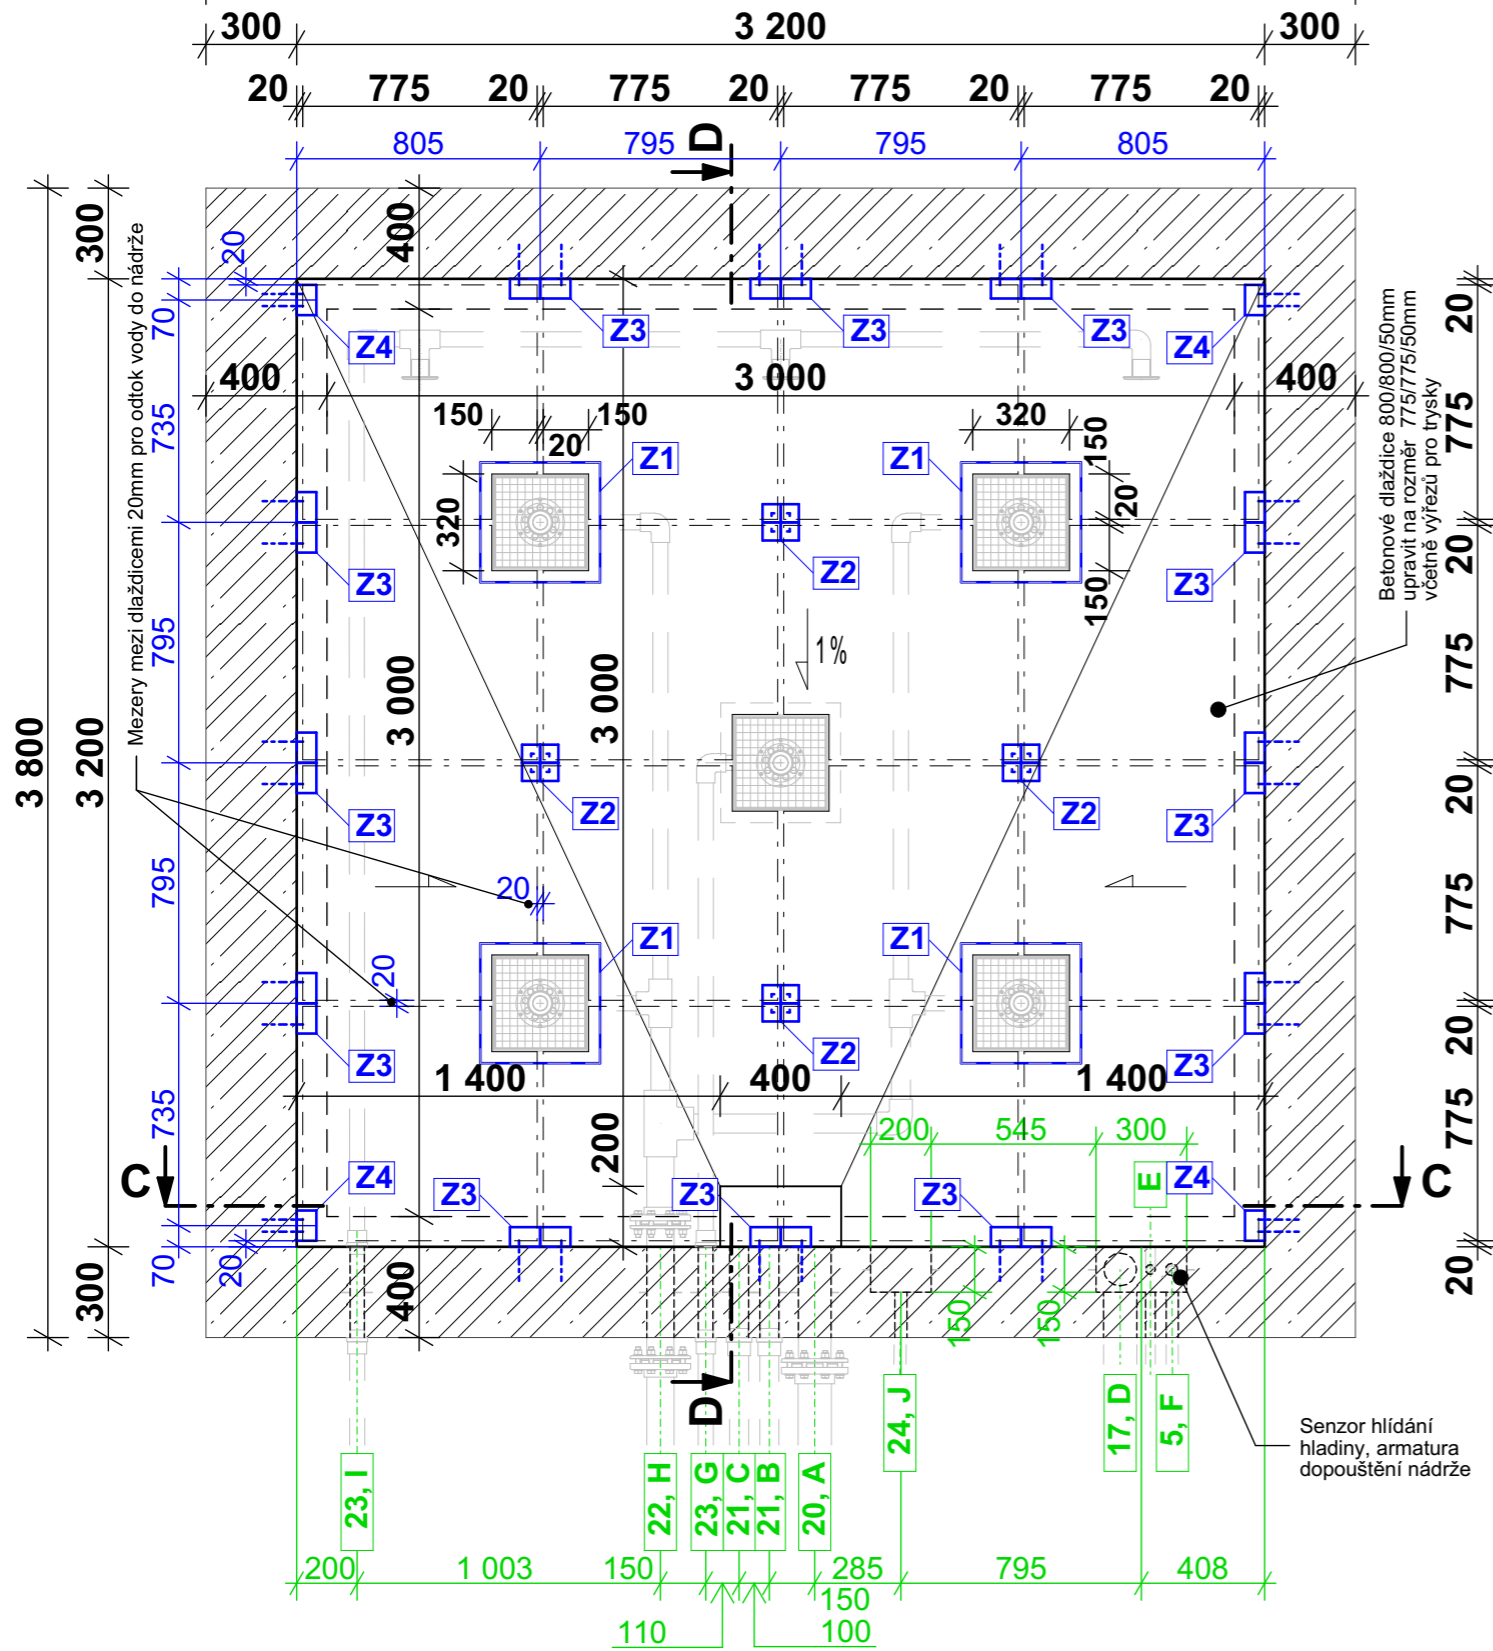 300 3 200 300
20 775 20 775 20 775 20 775 20
805 795 795 805
D
300 400 20 20
70 Z4 Z3 Z3 Z3 Z4
400 3 000 400
150 150 320 150
20
735 Z1 Z1 775
320 20
Z2 150 20
Z3 Z3
Mezery mezi dlaždicemi 20mm pro odtok vody do nádrže
Betonové dlaždice 800/800/50mm
upravit na rozměr 775/775/50mm
včetně výřezů pro trysky
1%
795 3 000 3 000 775
3 800 3 200
Z3 Z2 Z2 Z3 20
795 20 775
Z1 Z1
20
20
Z3 Z2 Z3
1 400 400 1 400
735 200 200 545 300 775
C Z4 Z3 Z3 Z3 E Z4 C
70 20 20
300 400 150 150
D
24, J 17, D 5, F
Senzor hlídání
hladiny, armatura
dopouštění nádrže
23, I 22, H 23, G 21, C 21, B 20, A
200 1 003 150 285 795 408
150
110 100